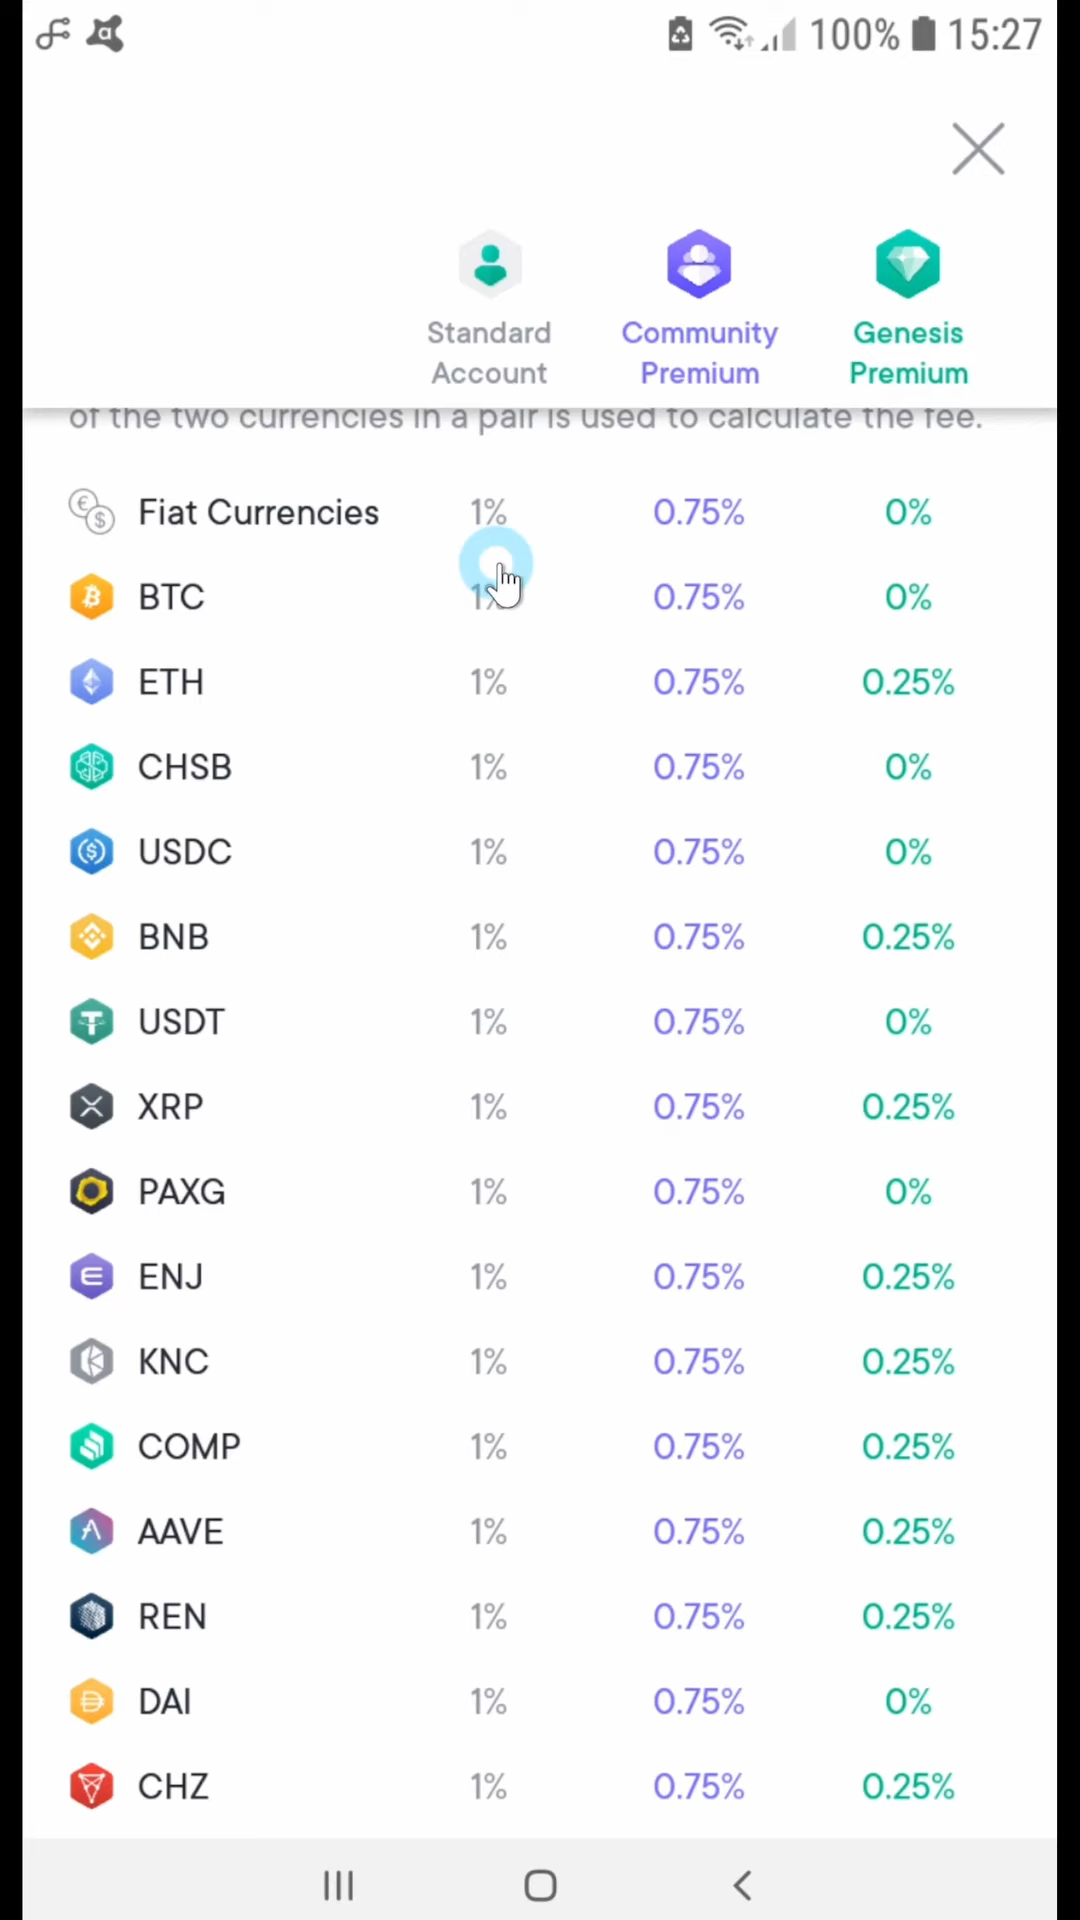 100% 15:27
Standard Account
Community Premium
Genesis Premium
of the two currencies in a pair is used to calculate the fee.
Fiat Currencies 1% 0.75% 0%
BTC 1% 0.75% 0%
ETH 1% 0.75% 0.25%
CHSB 1% 0.75% 0%
USDC 1% 0.75% 0%
BNB 1% 0.75% 0.25%
USDT 1% 0.75% 0%
XRP 1% 0.75% 0.25%
PAXG 1% 0.75% 0%
ENJ 1% 0.75% 0.25%
KNC 1% 0.75% 0.25%
COMP 1% 0.75% 0.25%
AAVE 1% 0.75% 0.25%
REN 1% 0.75% 0.25%
DAI 1% 0.75% 0%
CHZ 1% 0.75% 0.25%